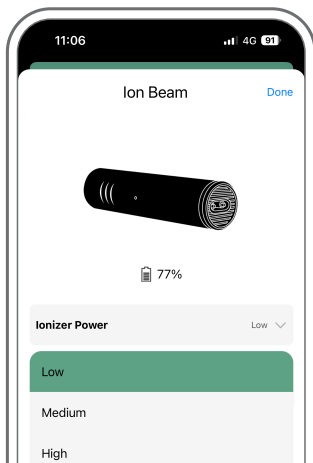 11:06 4G 91
Ion Beam Done
77%
Ionizer Power Low
Low
Medium
High